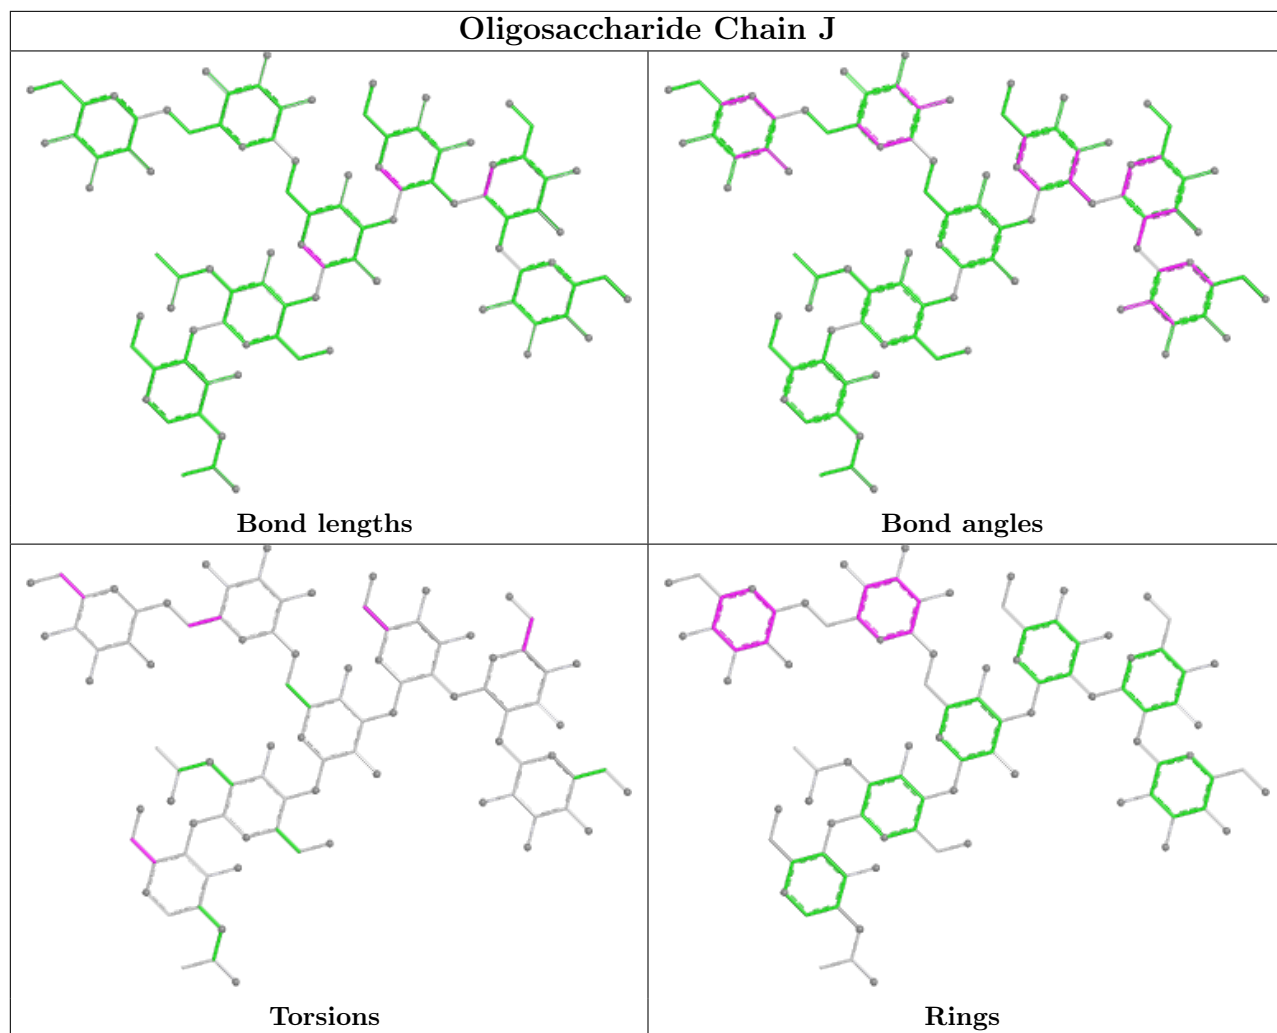 Oligosaccharide Chain J
Bond lengths
Bond angles
Torsions
Rings